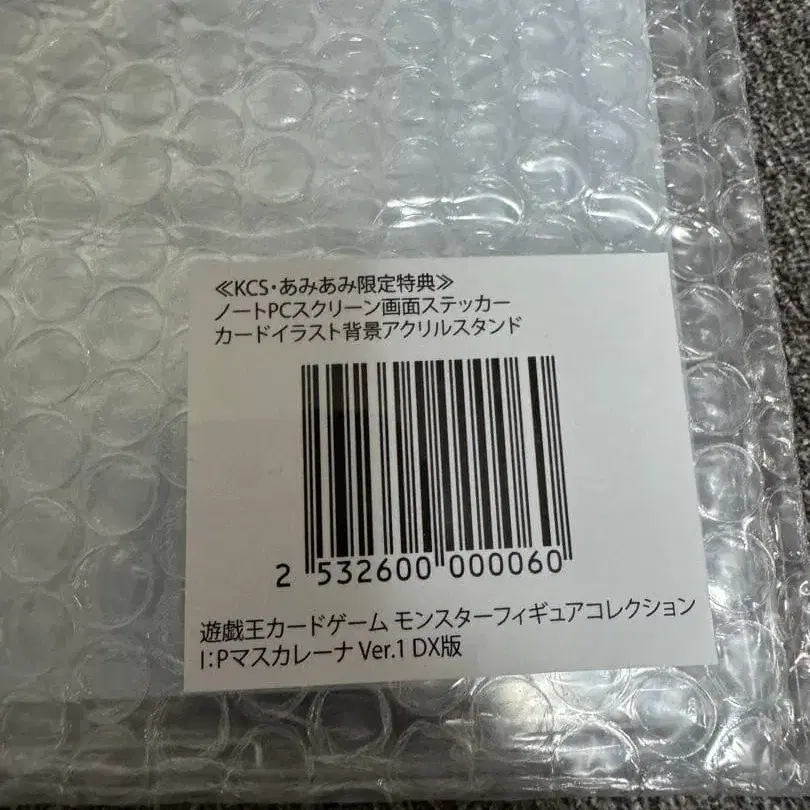 ≪KCS・あみあみ限定特典≫
ノートPCスクリーン画面ステッカー
カードイラスト背景アクリルスタンド
2 532600 000060
遊戯王カードゲーム モンスターフィギュアコレクション
I:Pマスカレーナ Ver.1 DX版